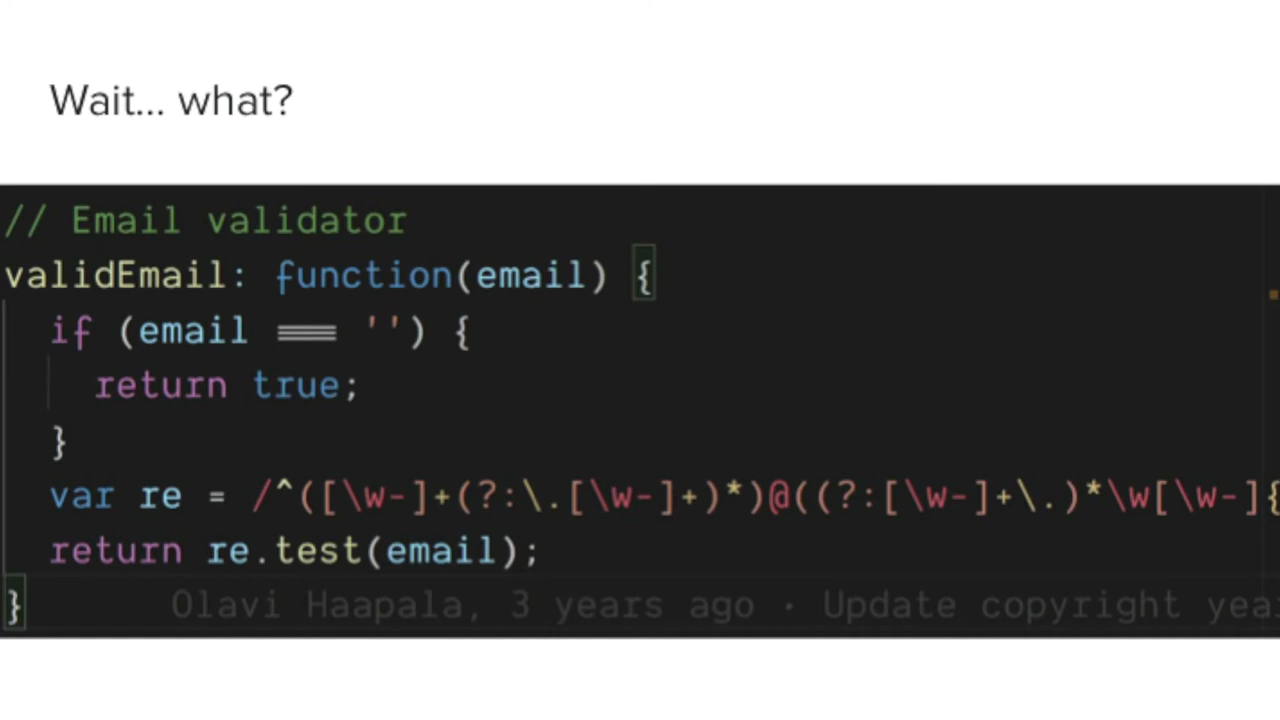 Wait... what?
// Email validator
validEmail: function(email) {
if (email === '') {
return true;
}
var re = /^([\w-]+(?:\.[\w-]+)*)@((?:[\w-]+\.)*\w[\w-]{
return re.test(email);
}
Olavi Haapala, 3 years ago · Update copyright yea